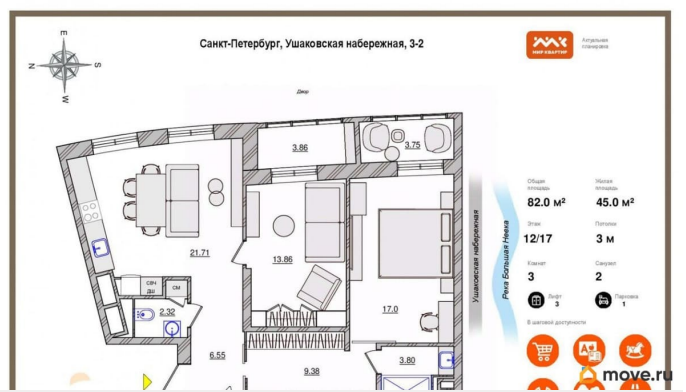 Санкт-Петербург, Ушаковская набережная, 3-2
МИР КВАРТИР
Актуальная
планировка
E
N
S
W
Двор
3.86
3.75
21.71
13.86
17.0
СВЧ
ДШ
СМ
2.32
6.55
9.38
3.80
Ушаковская набережная
Река Большая Невка
Общая
площадь
Жилая
площадь
82.0 м²
45.0 м²
Этаж
Потолки
12/17
3 м
Комнат
Санузел
3
2
Лифт
3
Парковка
1
В шаговой доступности
move.ru